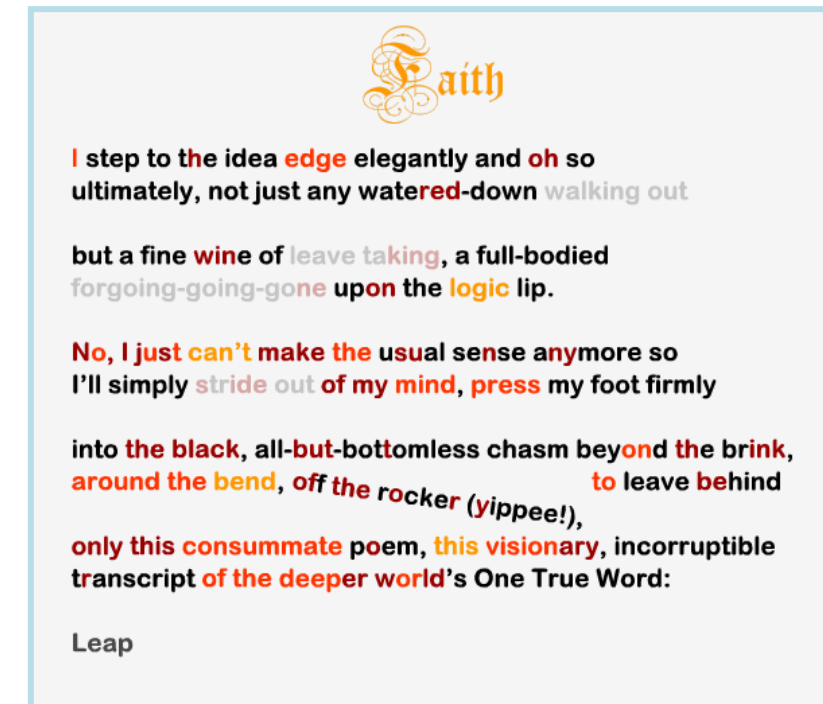 Faith
I step to the idea edge elegantly and oh so
ultimately, not just any watered-down walking out
but a fine wine of leave taking, a full-bodied
forgoing-going-gone upon the logic lip.
No, I just can't make the usual sense anymore so
I'll simply stride out of my mind, press my foot firmly
into the black, all-but-bottomless chasm beyond the brink,
around the bend, off the rocker (yippee!), to leave behind
only this consummate poem, this visionary, incorruptible
transcript of the deeper world's One True Word:
Leap